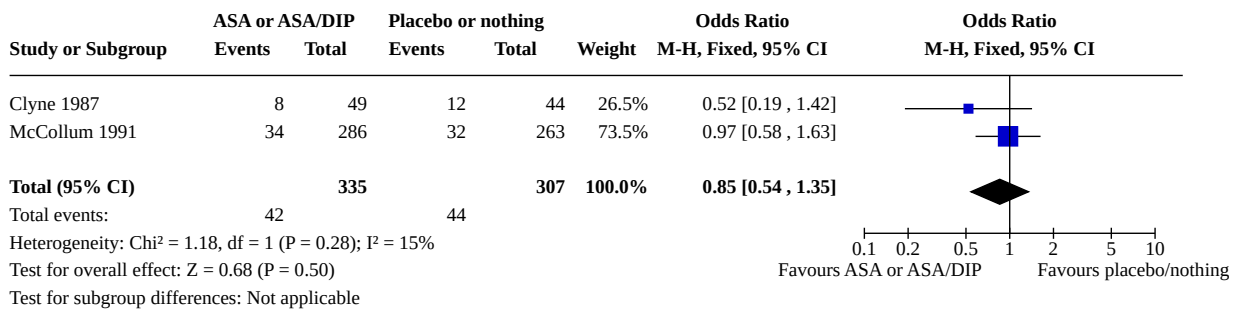 ASA or ASA/DIP Placebo or nothing Odds Ratio Odds Ratio
Study or Subgroup Events Total Events Total Weight M-H, Fixed, 95% CI M-H, Fixed, 95% CI
Clyne 1987 8 49 12 44 26.5% 0.52 [0.19 , 1.42]
McCollum 1991 34 286 32 263 73.5% 0.97 [0.58 , 1.63]
Total (95% CI) 335 307 100.0% 0.85 [0.54 , 1.35]
Total events: 42 44
Heterogeneity: Chi² = 1.18, df = 1 (P = 0.28); I² = 15% 0.1 0.2 0.5 1 2 5 10
Test for overall effect: Z = 0.68 (P = 0.50) Favours ASA or ASA/DIP Favours placebo/nothing
Test for subgroup differences: Not applicable